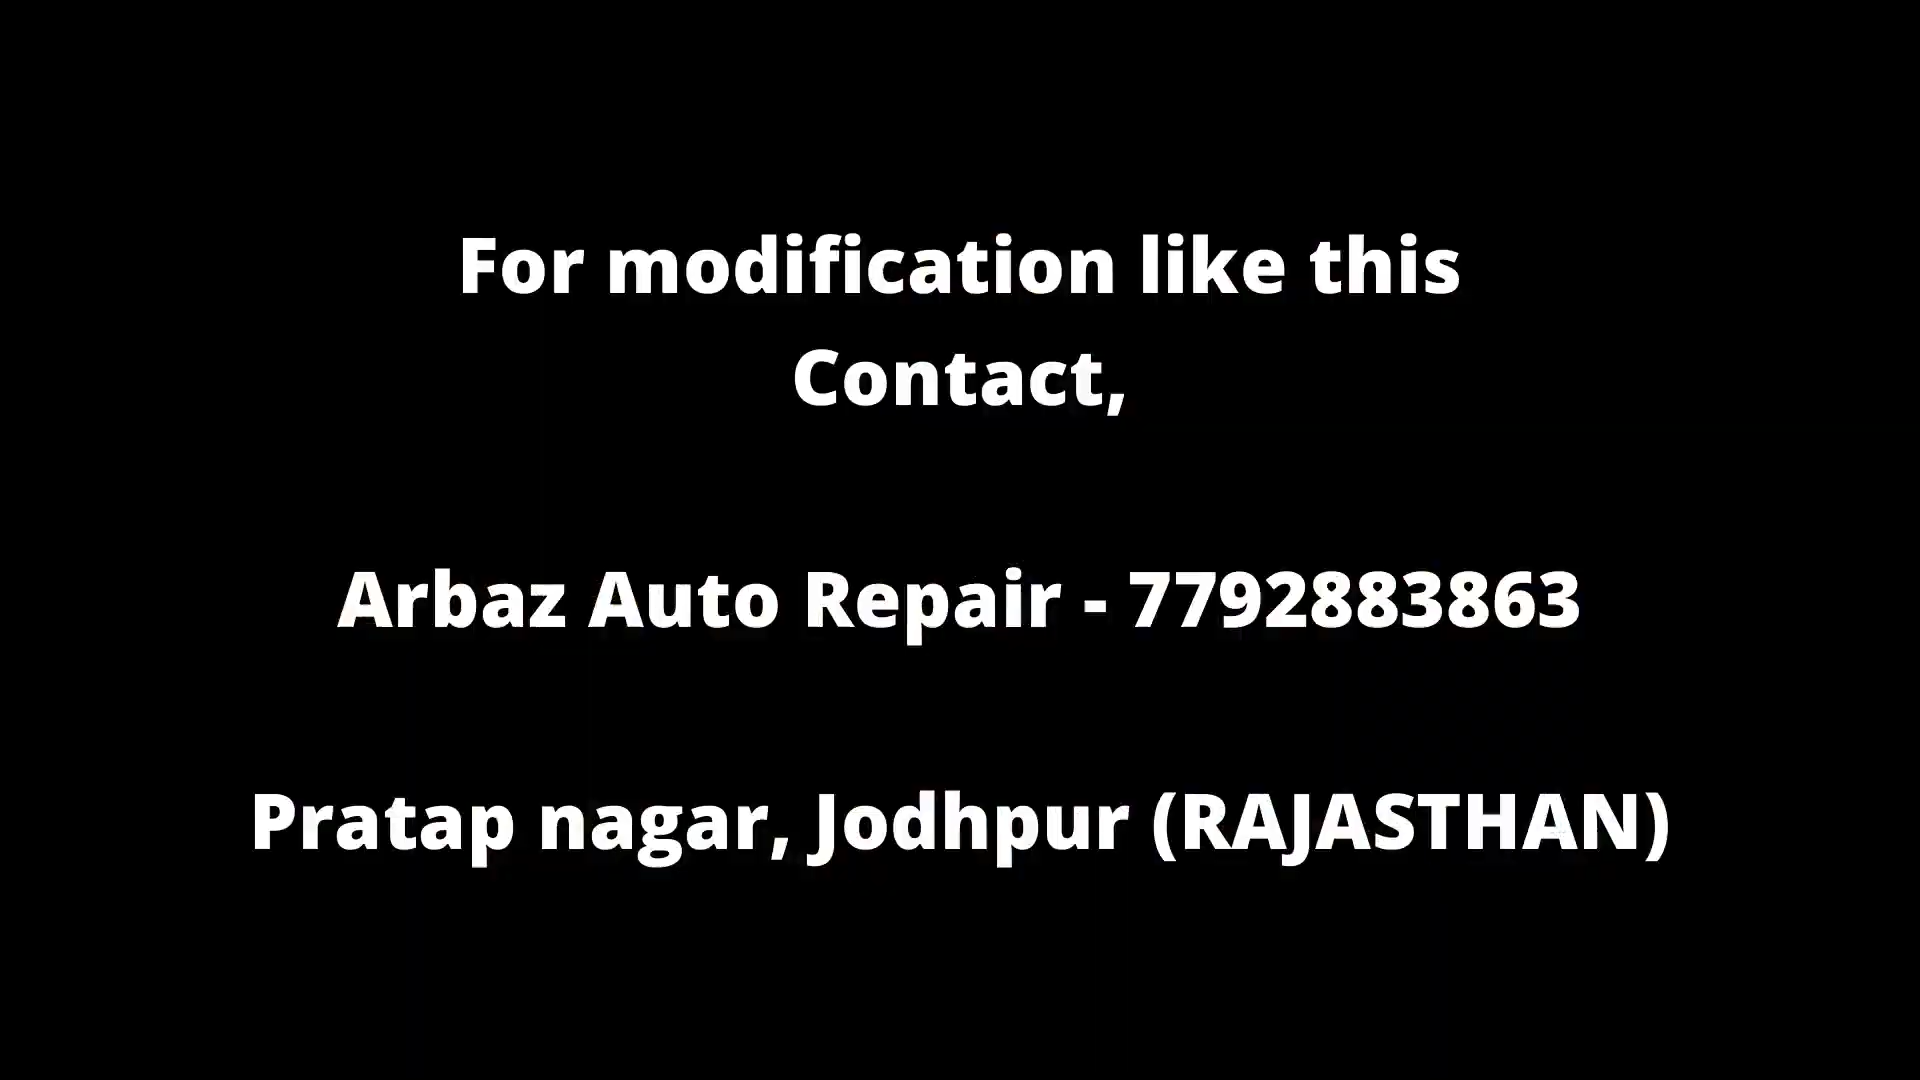 For modification like this
Contact,
Arbaz Auto Repair - 7792883863
Pratap nagar, Jodhpur (RAJASTHAN)